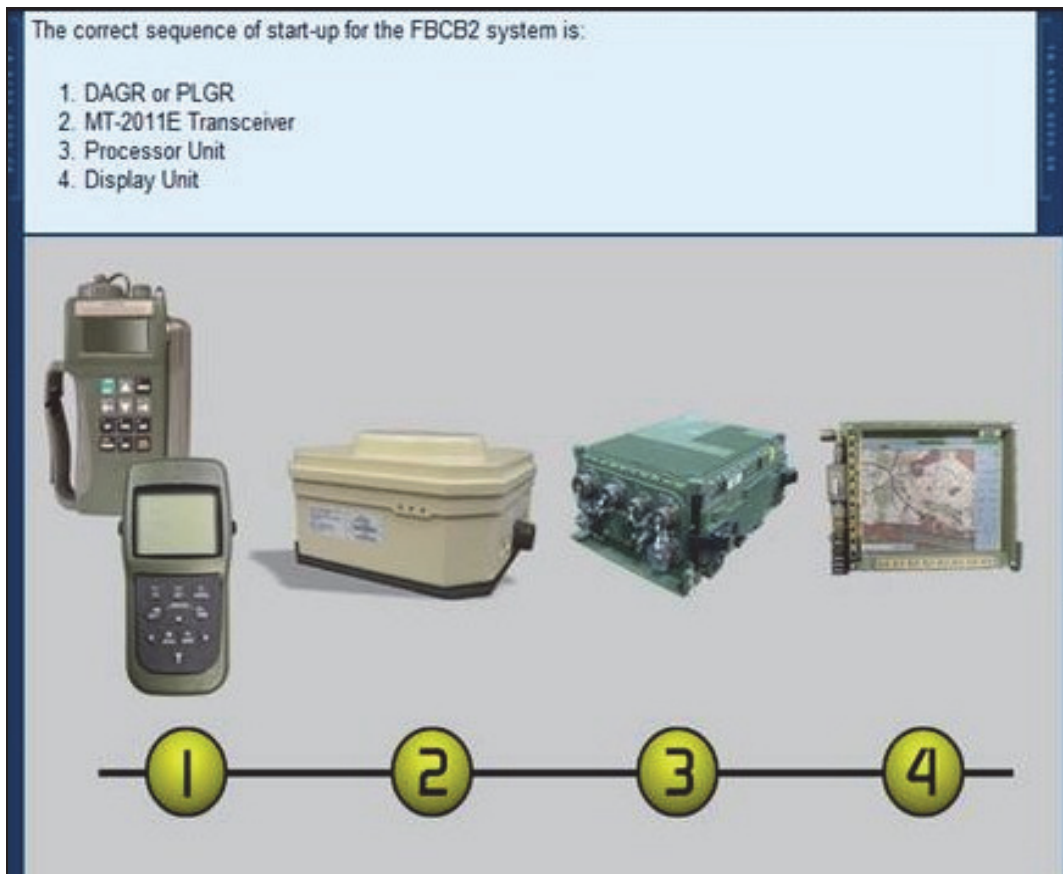 The correct sequence of start-up for the FBCB2 system is:
1. DAGR or PLGR
2. MT-2011E Transceiver
3. Processor Unit
4. Display Unit
1 2 3 4